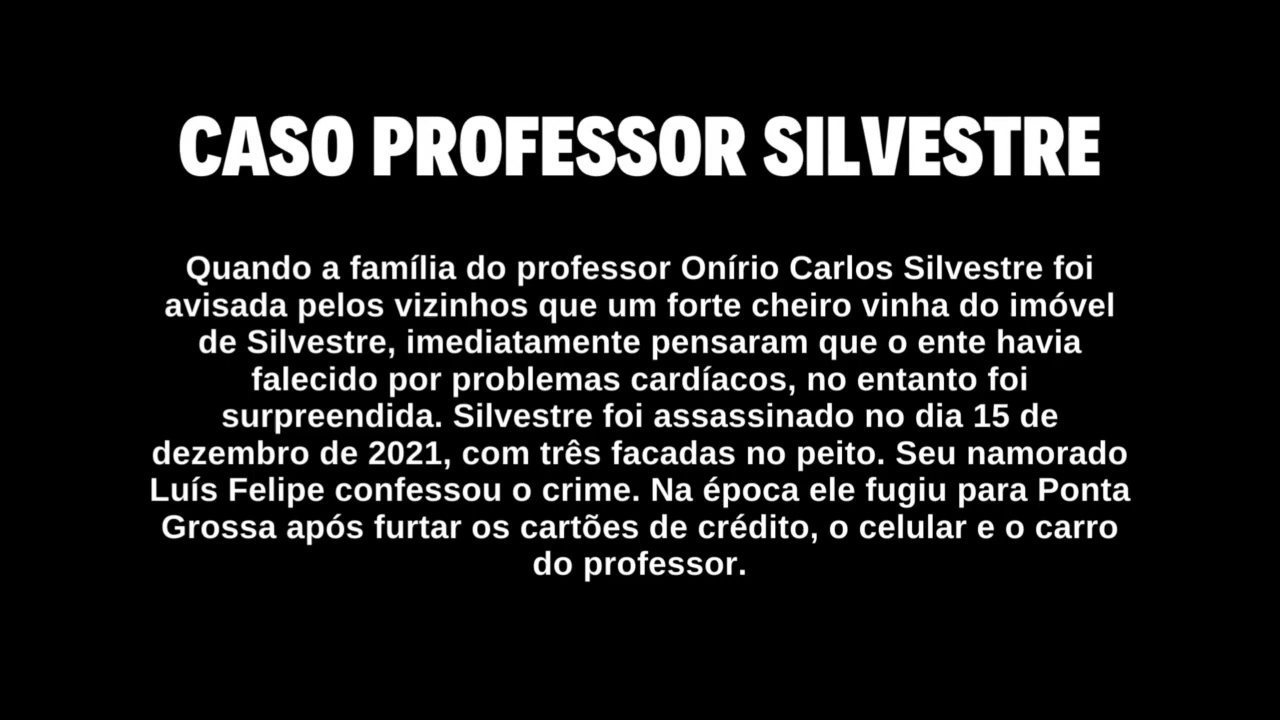 CASO PROFESSOR SILVESTRE
Quando a família do professor Onírio Carlos Silvestre foi
avisada pelos vizinhos que um forte cheiro vinha do imóvel
de Silvestre, imediatamente pensaram que o ente havia
falecido por problemas cardíacos, no entanto foi
surpreendida. Silvestre foi assassinado no dia 15 de
dezembro de 2021, com três facadas no peito. Seu namorado
Luís Felipe confessou o crime. Na época ele fugiu para Ponta
Grossa após furtar os cartões de crédito, o celular e o carro
do professor.